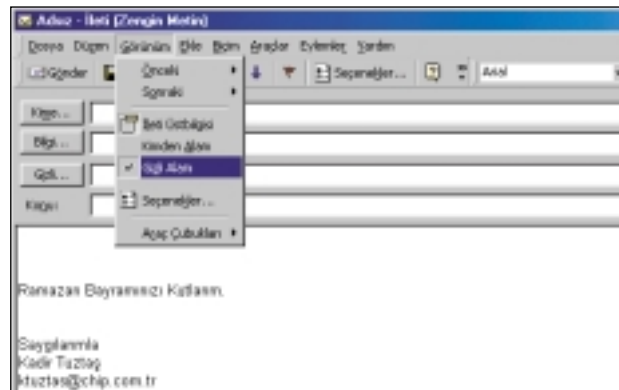 Adsız - İleti (Zengin Metin)
Dosya Düzen Görünüm Ekle Biçim Araçlar Eylemler Yardım
Gönder Seçenekler... Arial
Önceki
Sonraki
İleti Üstbilgisi
Kimden Alanı
Gizli Alanı
Seçenekler...
Araç Çubukları
Kime...
Bilgi...
Gizli...
Konu:
Ramazan Bayramınızı Kutlarım.
Saygılarımla
Kadir Tuztaş
ktuztas@chip.com.tr